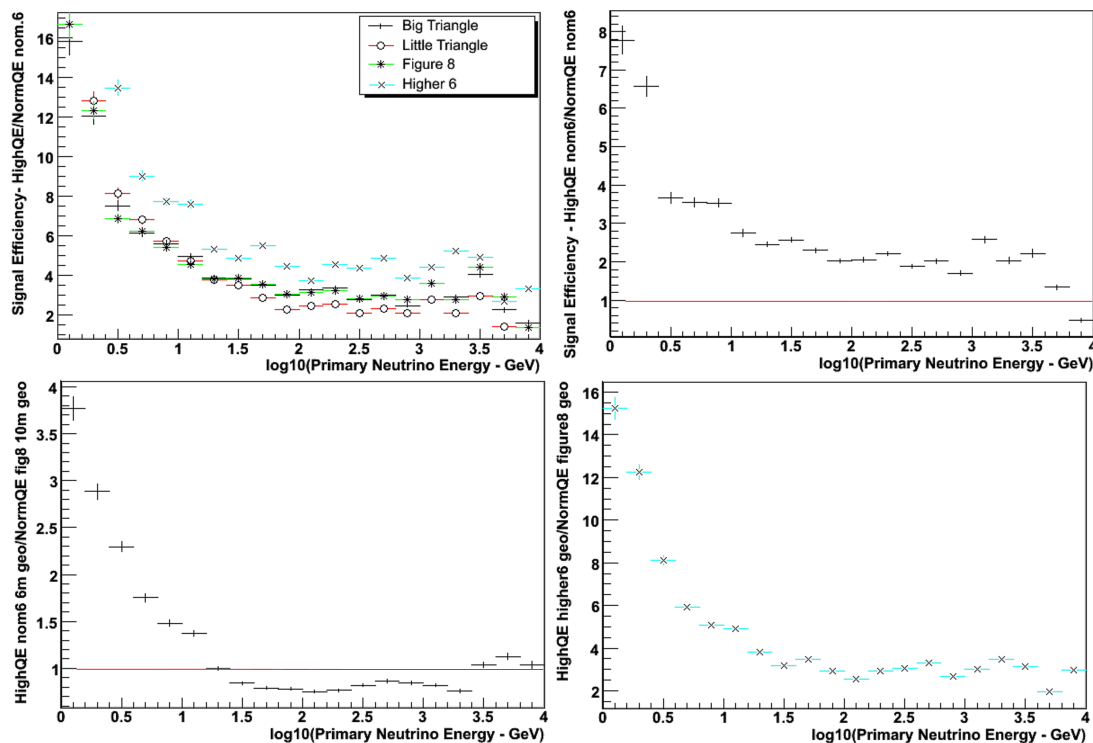 Signal Efficiency- HighQE/NormQE nom.6
16
14
12
10
8
6
4
2
0 0.5 1 1.5 2 2.5 3 3.5 4
log10(Primary Neutrino Energy - GeV)
Big Triangle
Little Triangle
Figure 8
Higher 6
Signal Efficiency - HighQE nom6/NormQE nom6
8
7
6
5
4
3
2
1
0 0.5 1 1.5 2 2.5 3 3.5 4
log10(Primary Neutrino Energy - GeV)
HighQE nom6 6m geo/NormQE fig8 10m geo
4
3.5
3
2.5
2
1.5
1
0 0.5 1 1.5 2 2.5 3 3.5 4
log10(Primary Neutrino Energy - GeV)
HighQE higher6 geo/NormQE figure8 geo
16
14
12
10
8
6
4
2
0 0.5 1 1.5 2 2.5 3 3.5 4
log10(Primary Neutrino Energy - GeV)